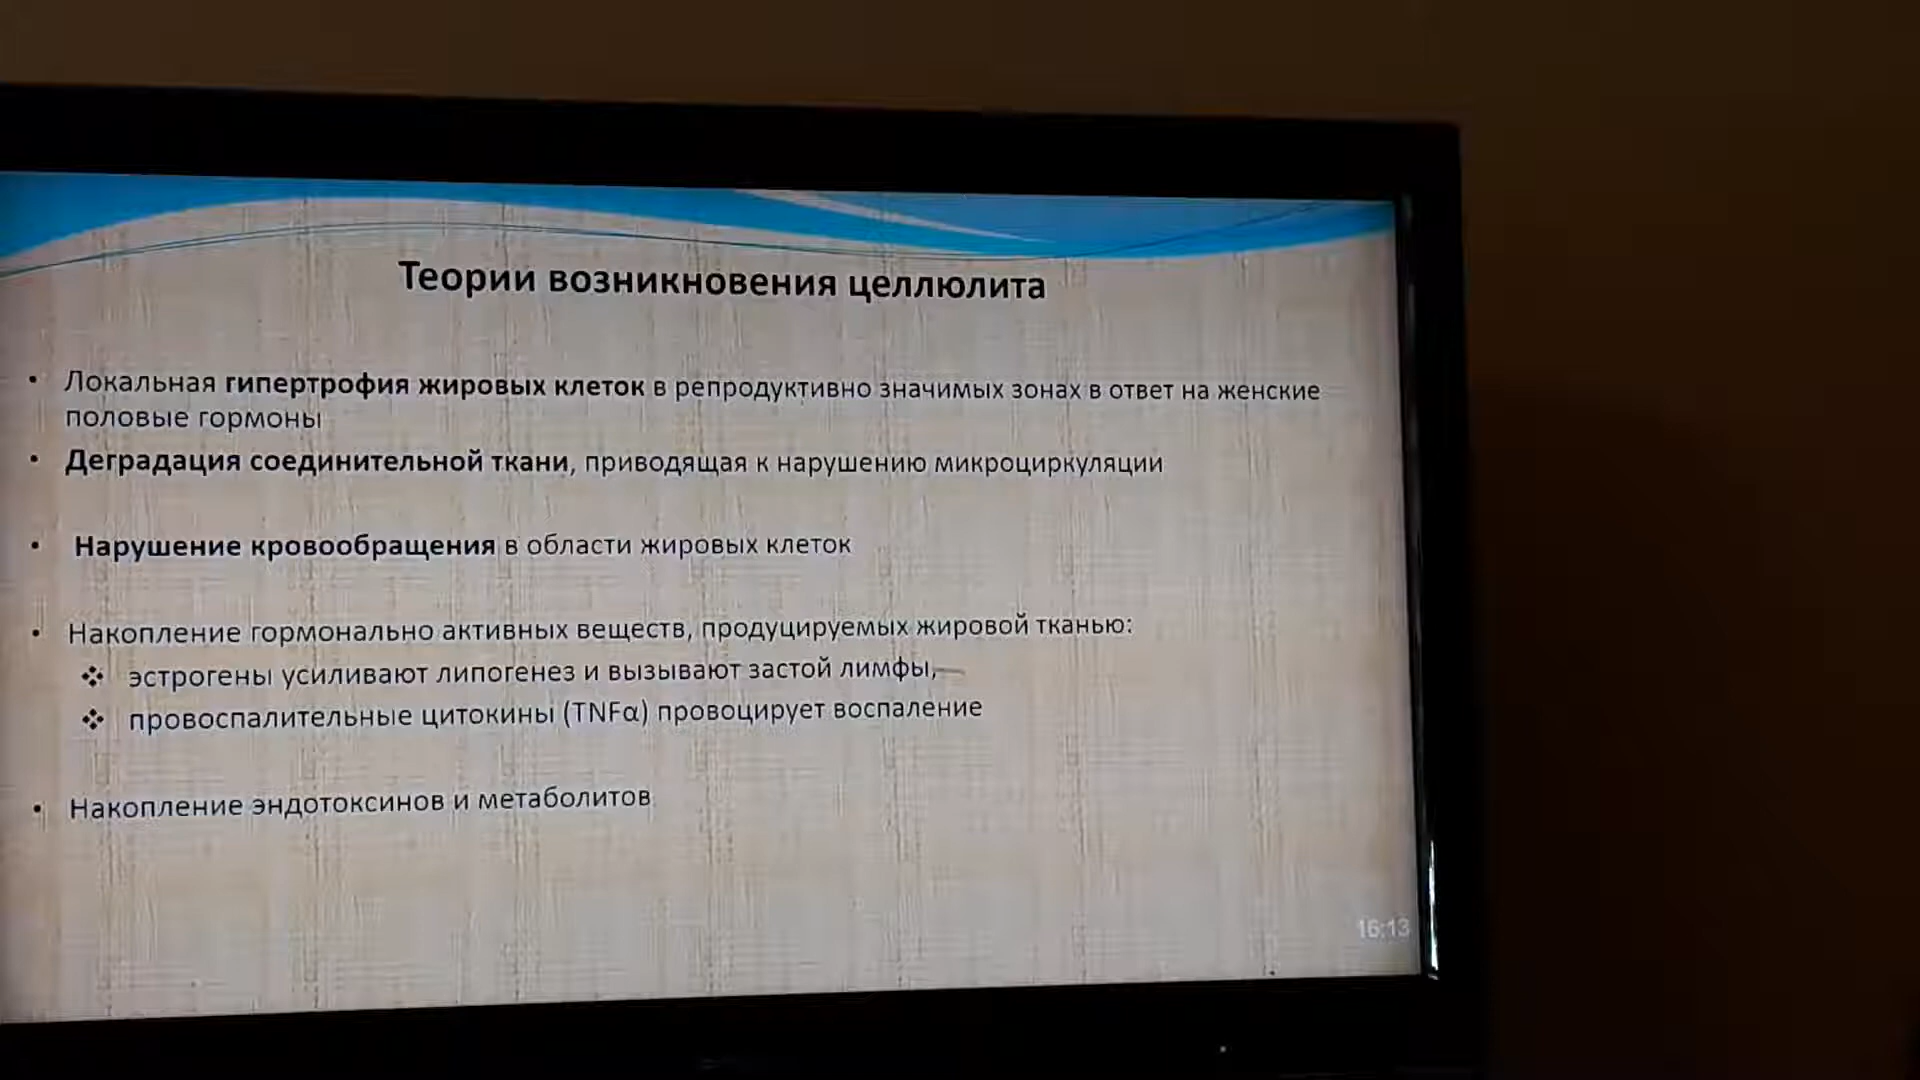 Теории возникновения целлюлита
• Локальная гипертрофия жировых клеток в репродуктивно значимых зонах в ответ на женские
половые гормоны
• Деградация соединительной ткани, приводящая к нарушению микроциркуляции
• Нарушение кровообращения в области жировых клеток
• Накопление гормонально активных веществ, продуцируемых жировой тканью:
❖ эстрогены усиливают липогенез и вызывают застой лимфы,
❖ провоспалительные цитокины (TNFα) провоцирует воспаление
• Накопление эндотоксинов и метаболитов
16:13